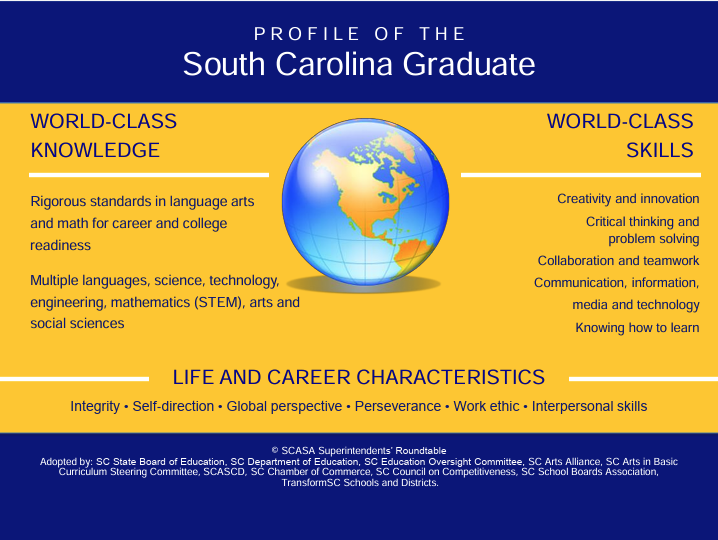 PROFILE OF THE
South Carolina Graduate
WORLD-CLASS
KNOWLEDGE
Rigorous standards in language arts
and math for career and college
readiness
Multiple languages, science, technology,
engineering, mathematics (STEM), arts and
social sciences
WORLD-CLASS
SKILLS
Creativity and innovation
Critical thinking and
problem solving
Collaboration and teamwork
Communication, information,
media and technology
Knowing how to learn
LIFE AND CAREER CHARACTERISTICS
Integrity • Self-direction • Global perspective • Perseverance • Work ethic • Interpersonal skills
© SCASA Superintendents' Roundtable
Adopted by: SC State Board of Education, SC Department of Education, SC Education Oversight Committee, SC Arts Alliance, SC Arts in Basic
Curriculum Steering Committee, SCASCD, SC Chamber of Commerce, SC Council on Competitiveness, SC School Boards Association,
TransformSC Schools and Districts.